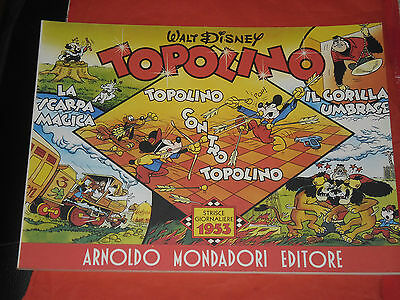 WALT DISNEY
TOPOLINO
LA
SCARPA
MAGICA
TOPOLINO
CONTRO
TOPOLINO
IL GORILLA
UMBRASE
STRISCE
GIORNALIERE
1953
ARNOLDO MONDADORI EDITORE